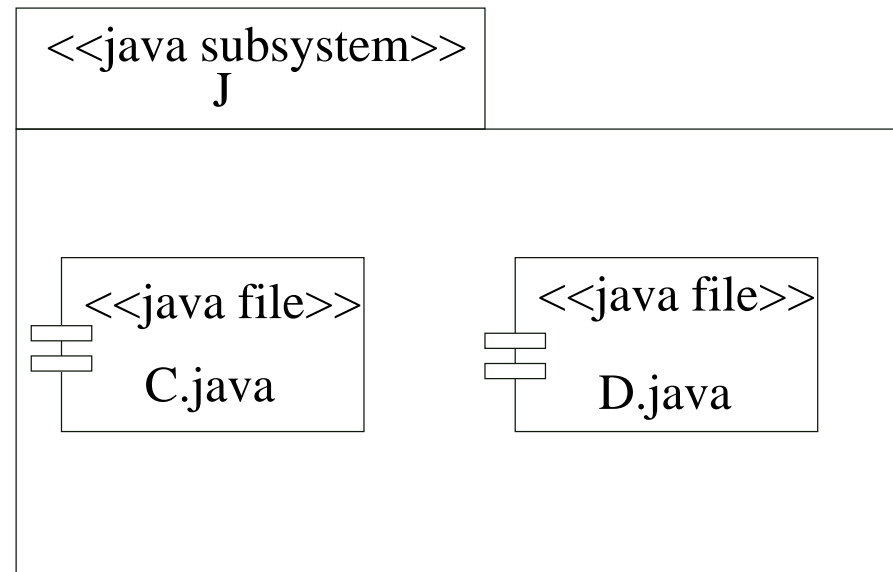 <<java subsystem>>
J
<<java file>>
C.java
<<java file>>
D.java